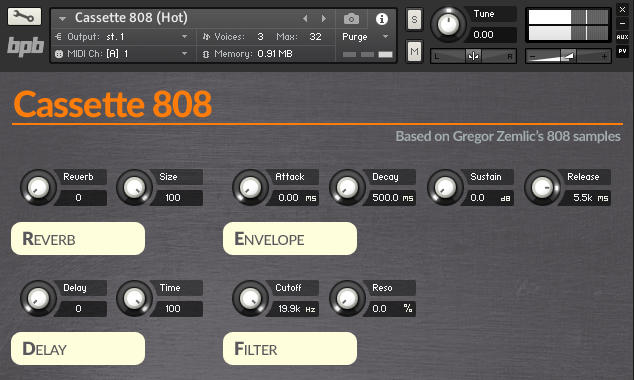 Cassette 808 (Hot)
Output: st.1 Voices: 3 Max: 32 Purge
MIDI Ch: [A] 1 Memory: 0.91 MB
bpb
S
M
Tune
0.00
L R
- +
AUX
PV
Cassette 808
Based on Gregor Zemlic's 808 samples
Reverb Size Attack Decay Sustain Release
0 100 0.00 ms 500.0 ms 0.0 dB 5.5k ms
REVERB ENVELOPE
Delay Time Cutoff Reso
0 100 19.9k Hz 0.0 %
DELAY FILTER